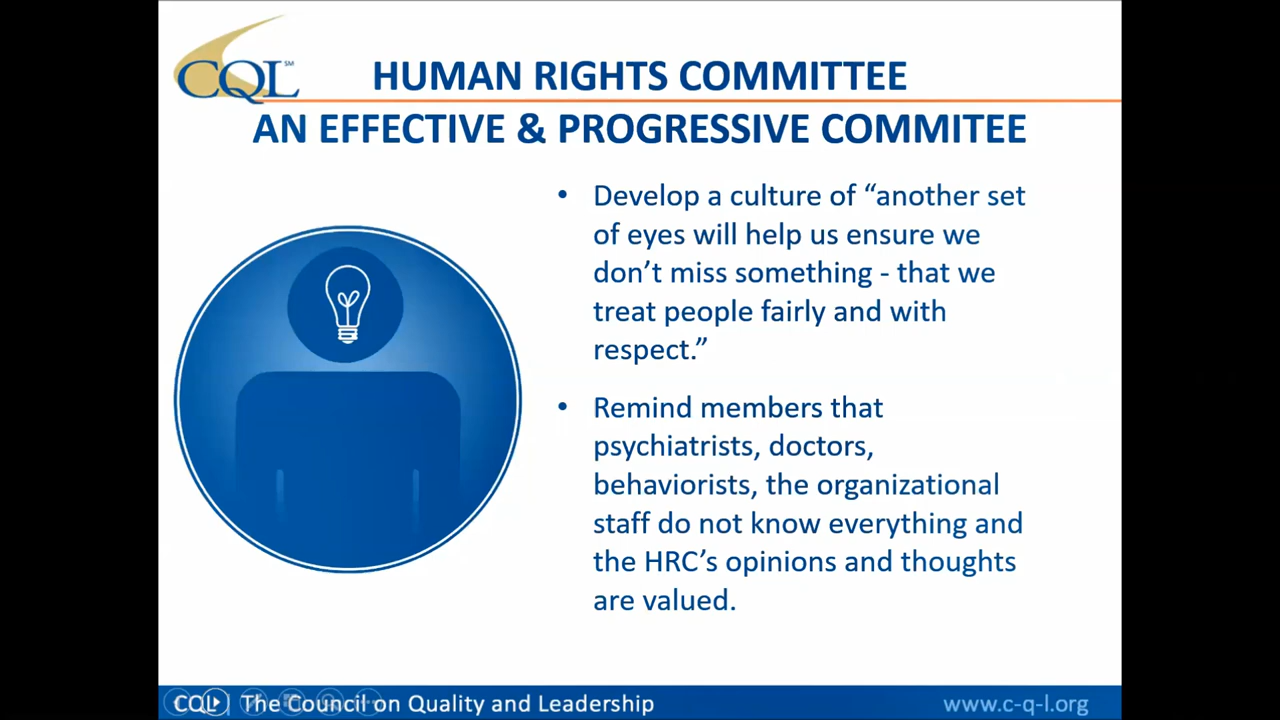 CQL SM
HUMAN RIGHTS COMMITTEE
AN EFFECTIVE & PROGRESSIVE COMMITEE
• Develop a culture of “another set
of eyes will help us ensure we
don’t miss something - that we
treat people fairly and with
respect.”
• Remind members that
psychiatrists, doctors,
behaviorists, the organizational
staff do not know everything and
the HRC’s opinions and thoughts
are valued.
CQL | The Council on Quality and Leadership
www.c-q-l.org